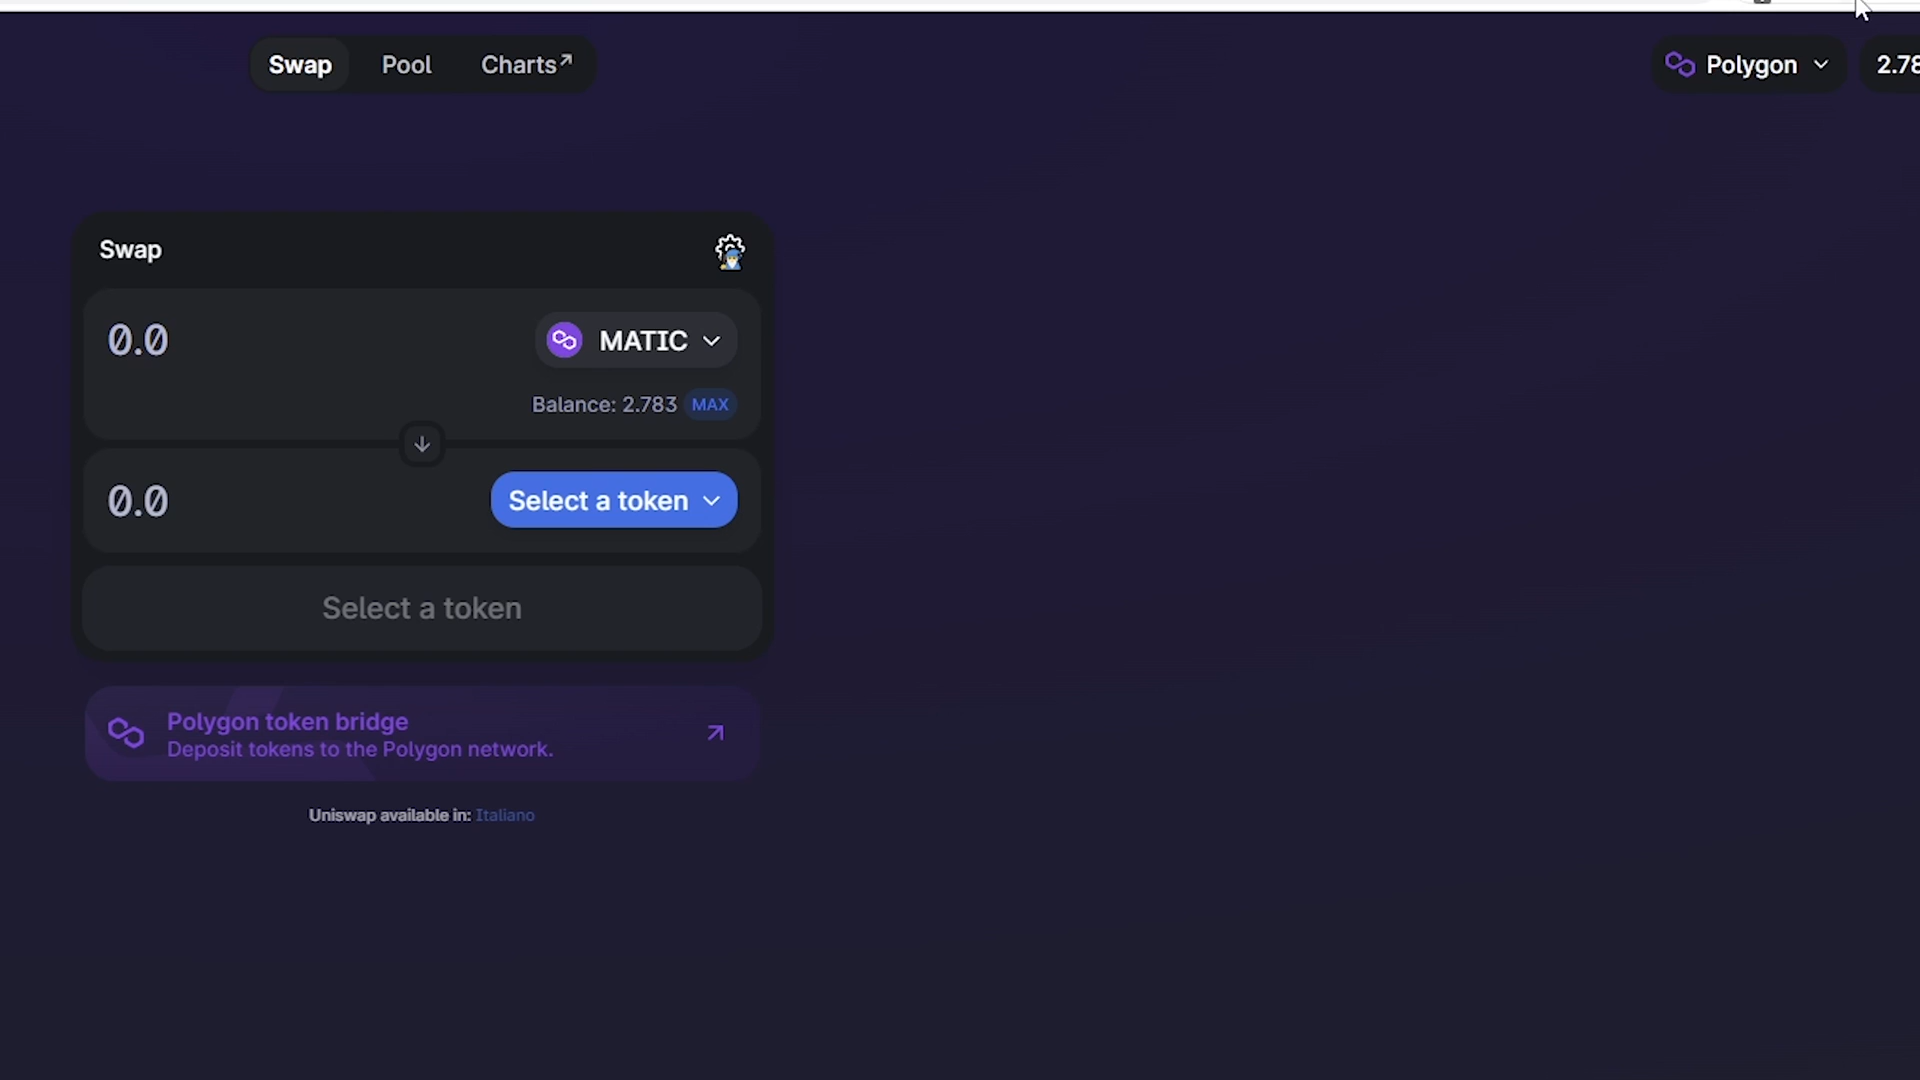 Swap Pool Charts↗ Polygon 2.78
Swap
0.0 MATIC
Balance: 2.783 MAX
0.0 Select a token
Select a token
Polygon token bridge
Deposit tokens to the Polygon network.
Uniswap available in: Italiano